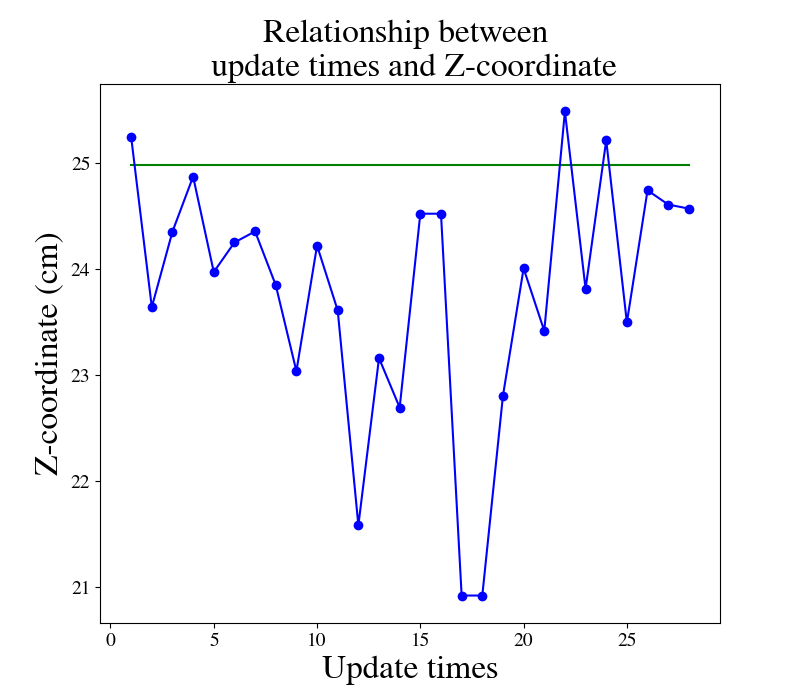 Relationship between
update times and Z-coordinate
Z-coordinate (cm)
25
24
23
22
21
0 5 10 15 20 25
Update times